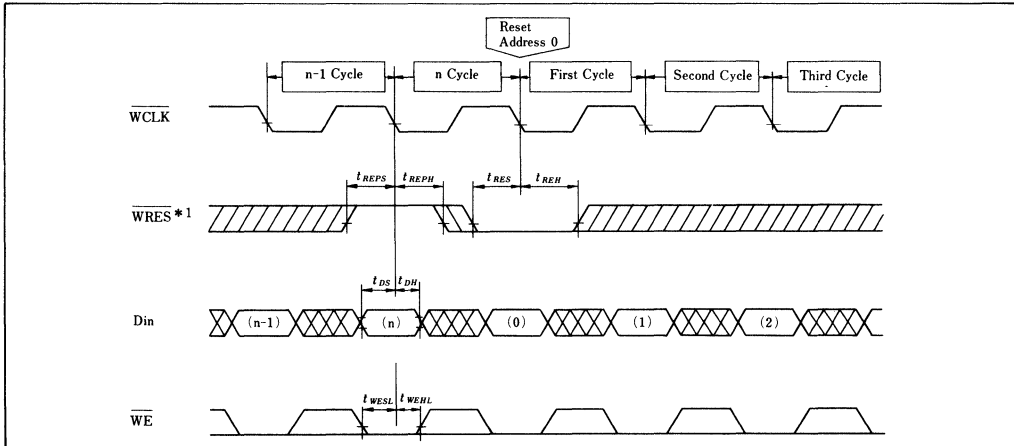 Reset
Address 0
n-1 Cycle n Cycle First Cycle Second Cycle Third Cycle
WCLK
tREPS tREPH tRES tREH
WRES*1
tDS tDH
Din (n-1) (n) (0) (1) (2)
tWESL tWEHL
WE